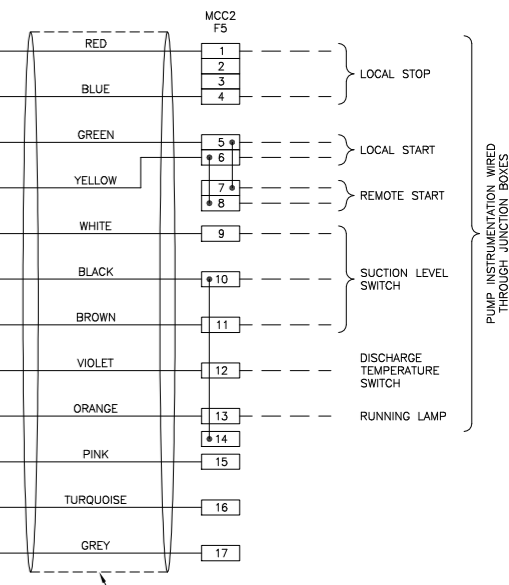 MCC2
F5
RED
1
2
3
BLUE
4
LOCAL STOP
GREEN
5
6
LOCAL START
YELLOW
7
8
REMOTE START
WHITE
9
BLACK
10
SUCTION LEVEL
SWITCH
BROWN
11
VIOLET
12
DISCHARGE
TEMPERATURE
SWITCH
ORANGE
13
RUNNING LAMP
14
PINK
15
TURQUOISE
16
GREY
17
PUMP INSTRUMENTATION WIRED
THROUGH JUNCTION BOXES